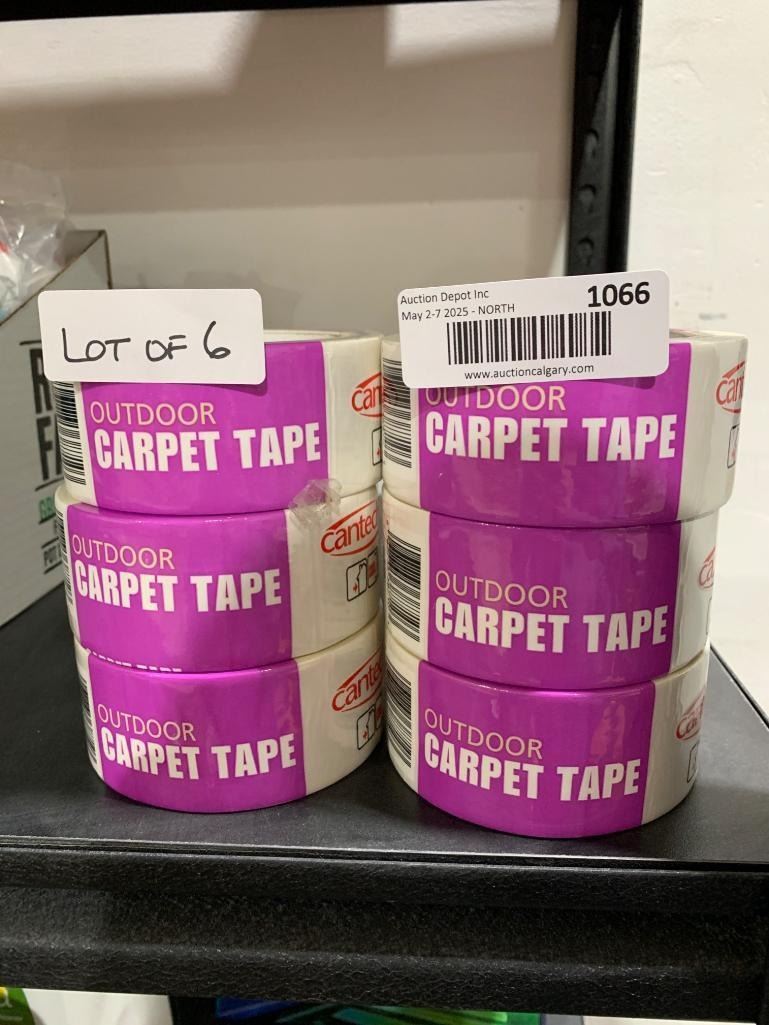 LOT OF 6
Auction Depot Inc
1066
May 2-7 2025 - NORTH
www.auctioncalgary.com
OUTDOOR
CARPET TAPE
OUTDOOR
CARPET TAPE
cantec
OUTDOOR
CARPET TAPE
OUTDOOR
CARPET TAPE
OUTDOOR
CARPET TAPE
OUTDOOR
CARPET TAPE